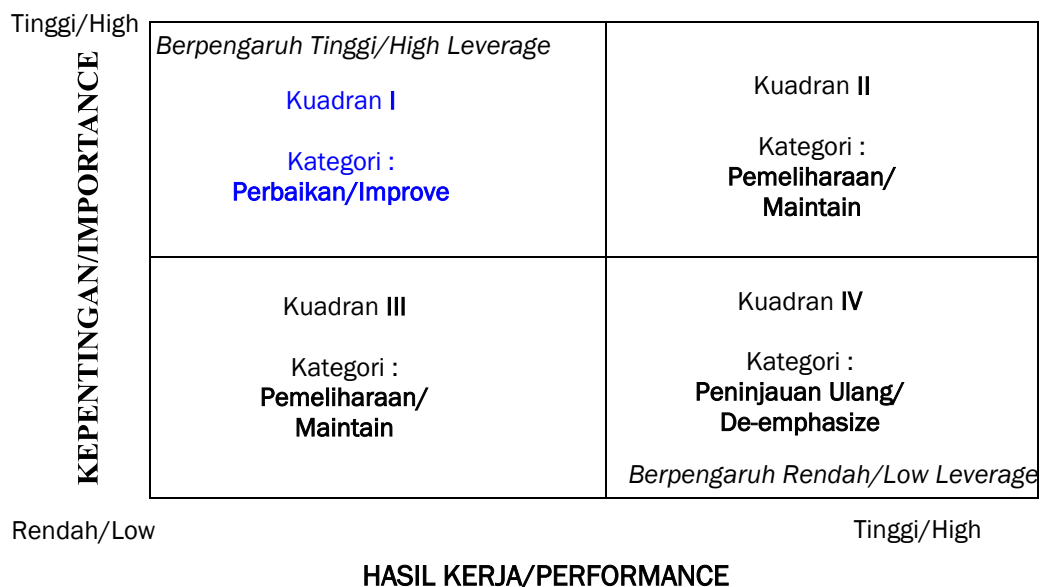 Tinggi/High
KEPENTINGAN/IMPORTANCE
Berpengaruh Tinggi/High Leverage
Kuadran I
Kategori :
Perbaikan/Improve
Kuadran II
Kategori :
Pemeliharaan/
Maintain
Kuadran III
Kategori :
Pemeliharaan/
Maintain
Kuadran IV
Kategori :
Peninjauan Ulang/
De-emphasize
Berpengaruh Rendah/Low Leverage
Rendah/Low
Tinggi/High
HASIL KERJA/PERFORMANCE